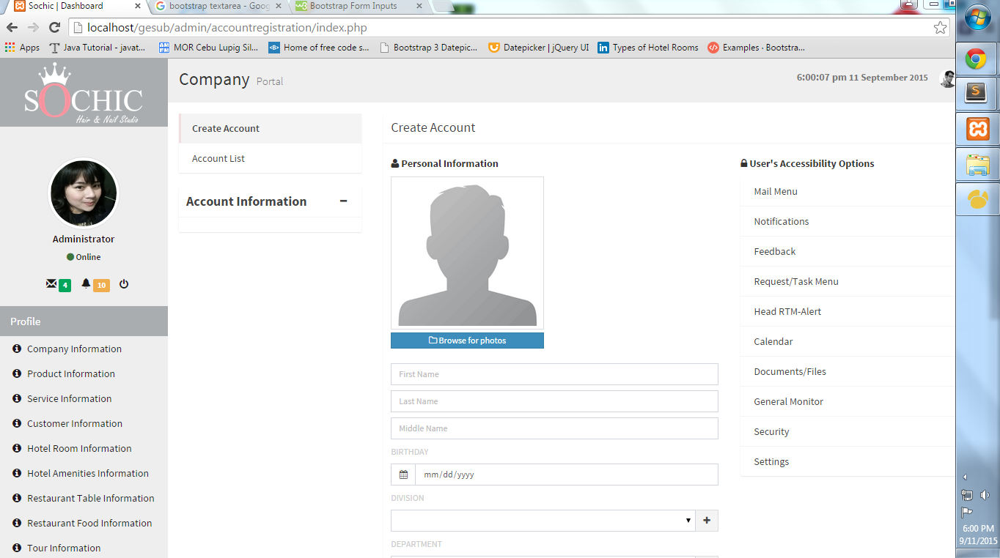 Sochic | Dashboard
bootstrap textarea - Goog
Bootstrap Form Inputs
localhost/gesub/admin/accountregistration/index.php
Apps
Java Tutorial - javat...
MOR Cebu Lupig Sil...
Home of free code s...
Bootstrap 3 Datepic...
Datepicker | jQuery UI
Types of Hotel Rooms
Examples · Bootstra...
SOCHIC
Hair & Nail Studio
Administrator
Online
4
10
Profile
Company Information
Product Information
Service Information
Customer Information
Hotel Room Information
Hotel Amenities Information
Restaurant Table Information
Restaurant Food Information
Tour Information
Company Portal
6:00:07 pm 11 September 2015
Create Account
Account List
Account Information
Create Account
Personal Information
Browse for photos
First Name
Last Name
Middle Name
BIRTHDAY
mm/dd/yyyy
DIVISION
DEPARTMENT
User's Accessibility Options
Mail Menu
Notifications
Feedback
Request/Task Menu
Head RTM-Alert
Calendar
Documents/Files
General Monitor
Security
Settings
6:00 PM
9/11/2015